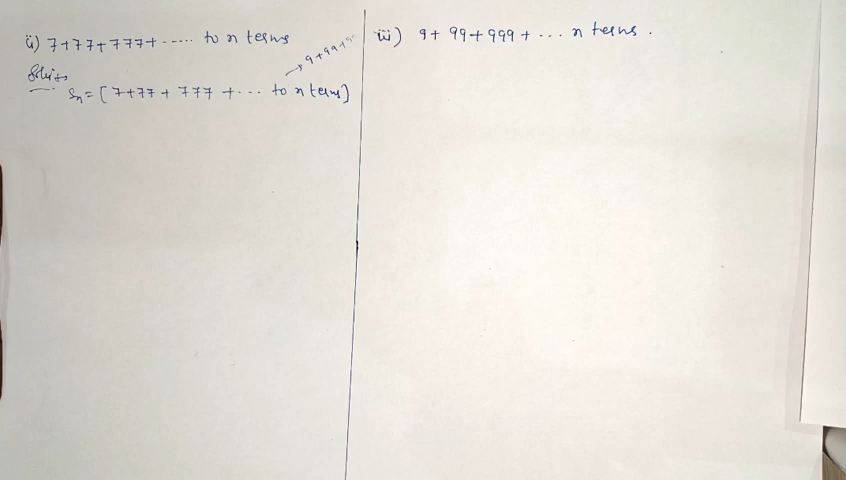 ii) 7+77+777+...... to n terms
Sol:-
→ 9+99+9
Sn = [7+77+777+... to n terms]
iii) 9+99+999+... n terms.